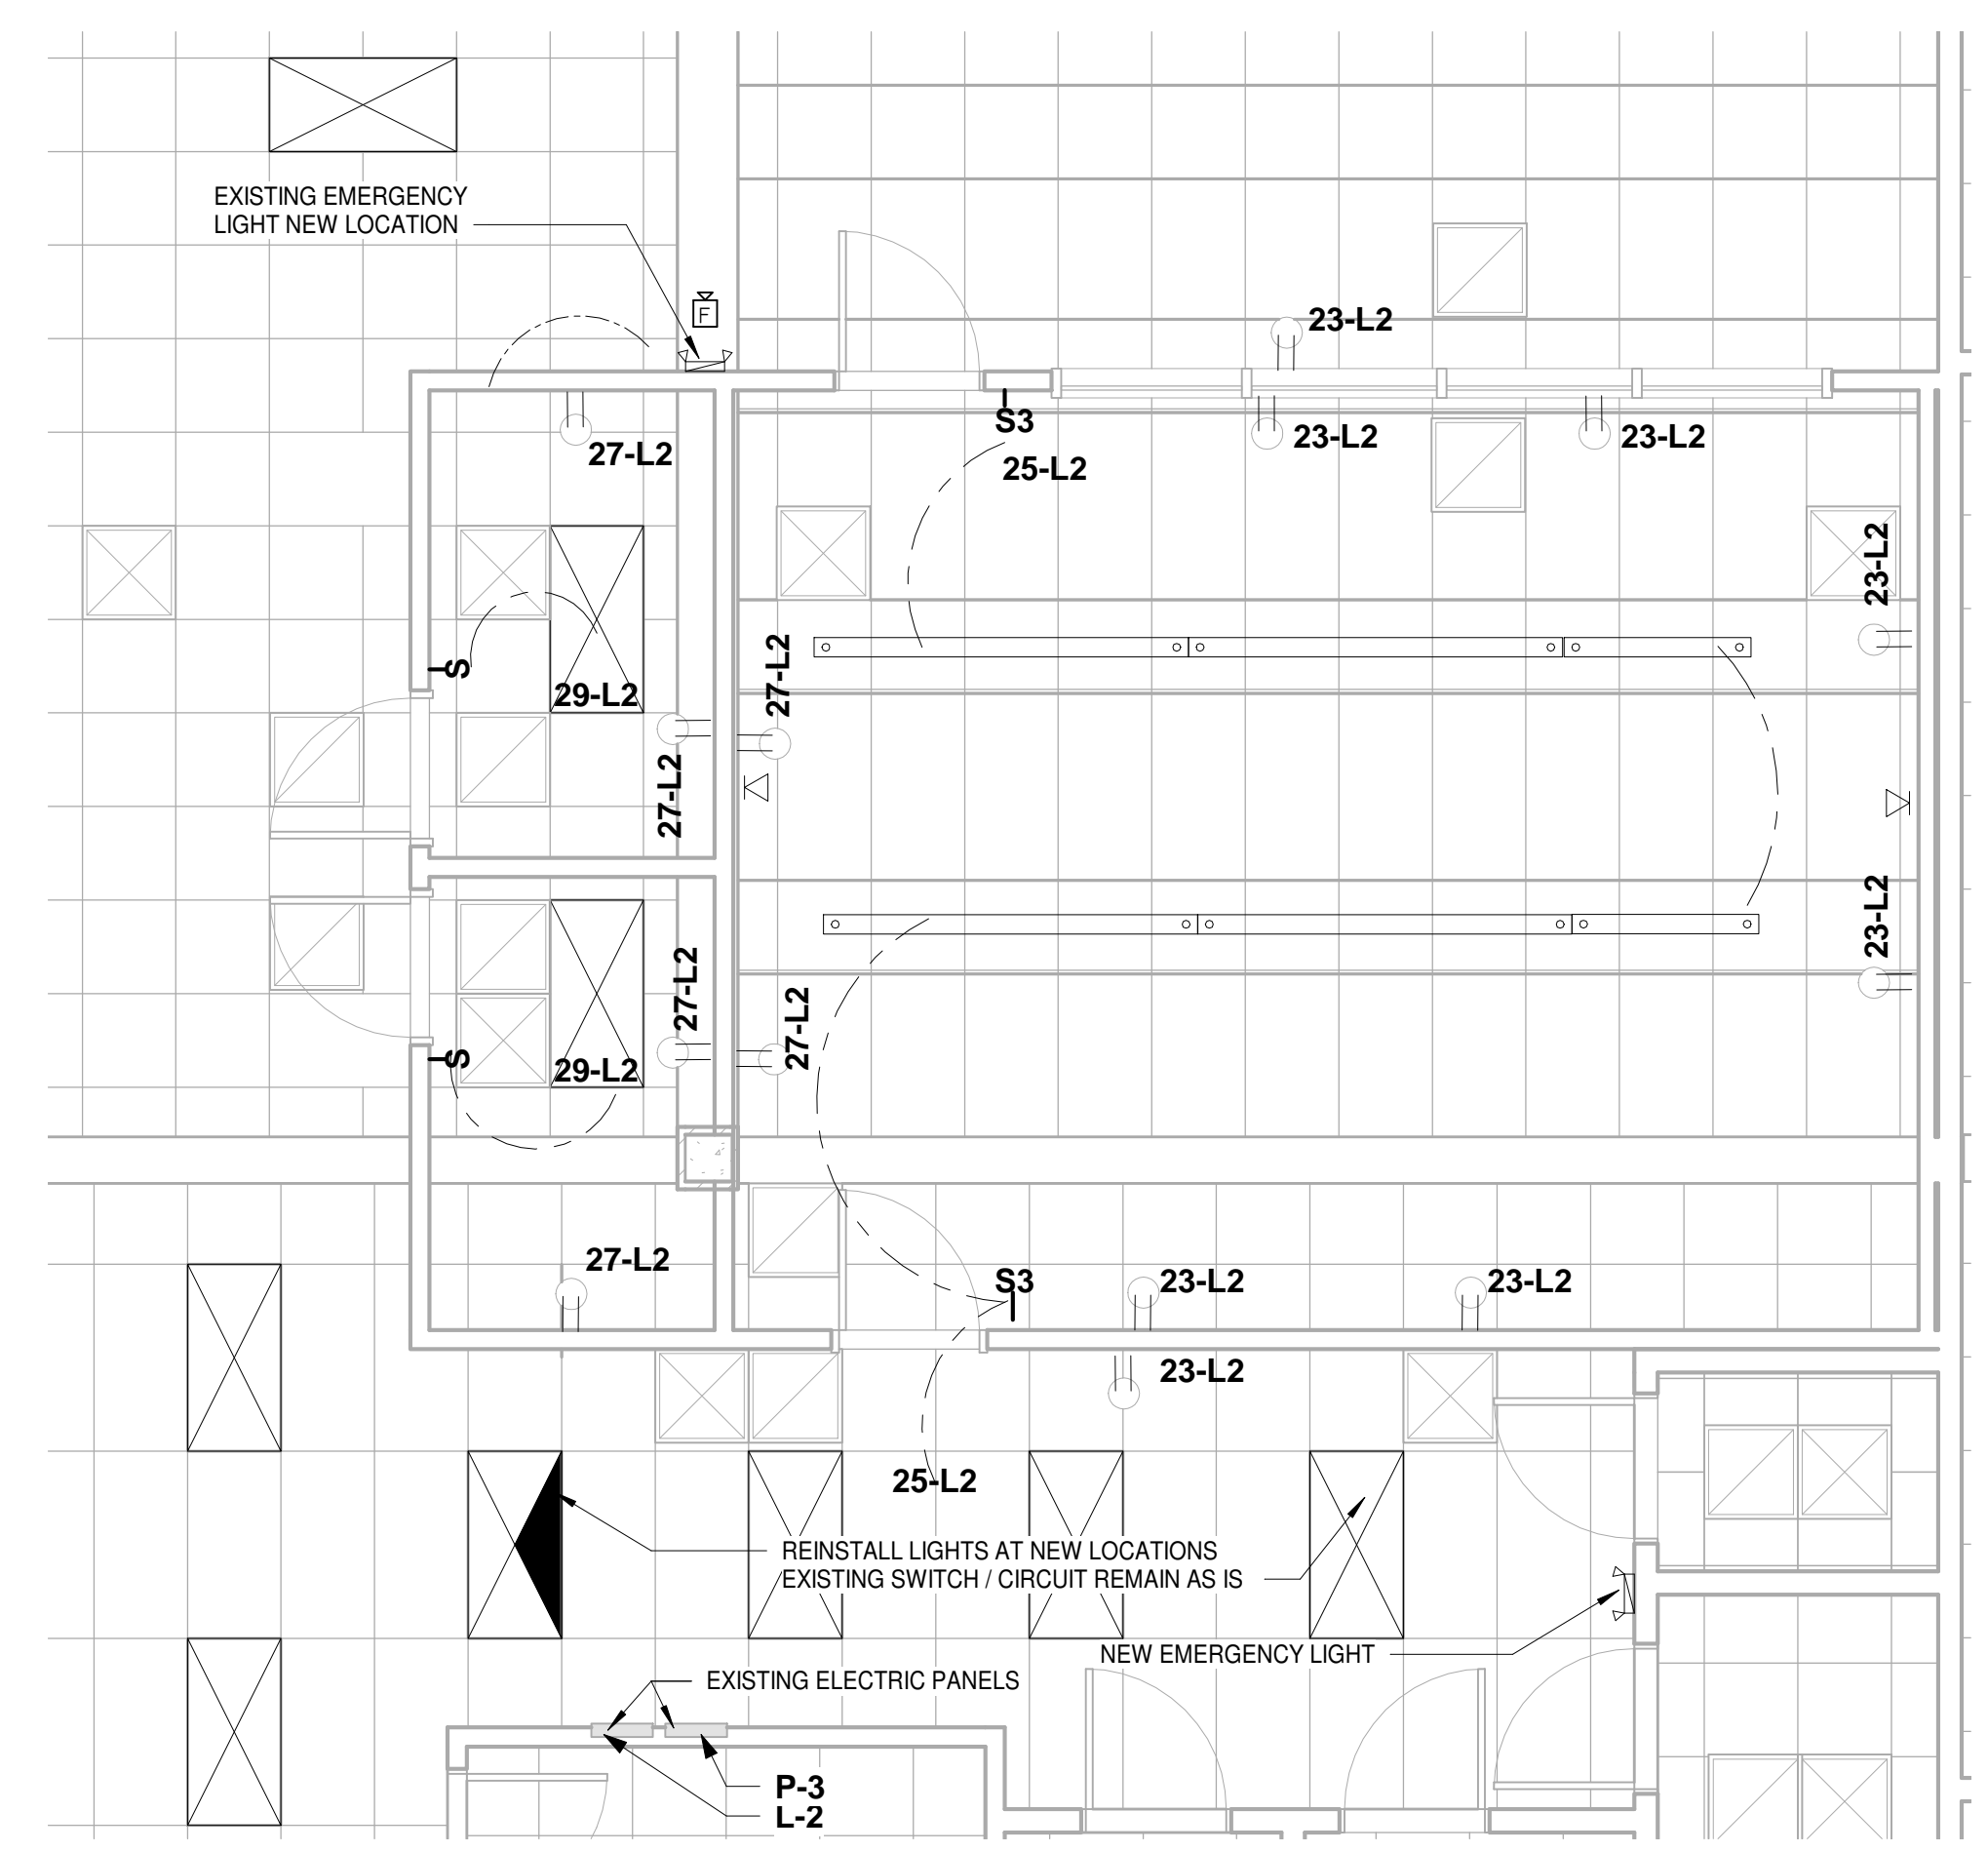 EXISTING EMERGENCY
LIGHT NEW LOCATION
F
23-L2
S3
23-L2
23-L2
27-L2
25-L2
23-L2
S
29-L2
27-L2
27-L2
23-L2
27-L2
27-L2
S
29-L2
27-L2
S3
23-L2
23-L2
23-L2
25-L2
REINSTALL LIGHTS AT NEW LOCATIONS
EXISTING SWITCH / CIRCUIT REMAIN AS IS
NEW EMERGENCY LIGHT
EXISTING ELECTRIC PANELS
P-3
L-2